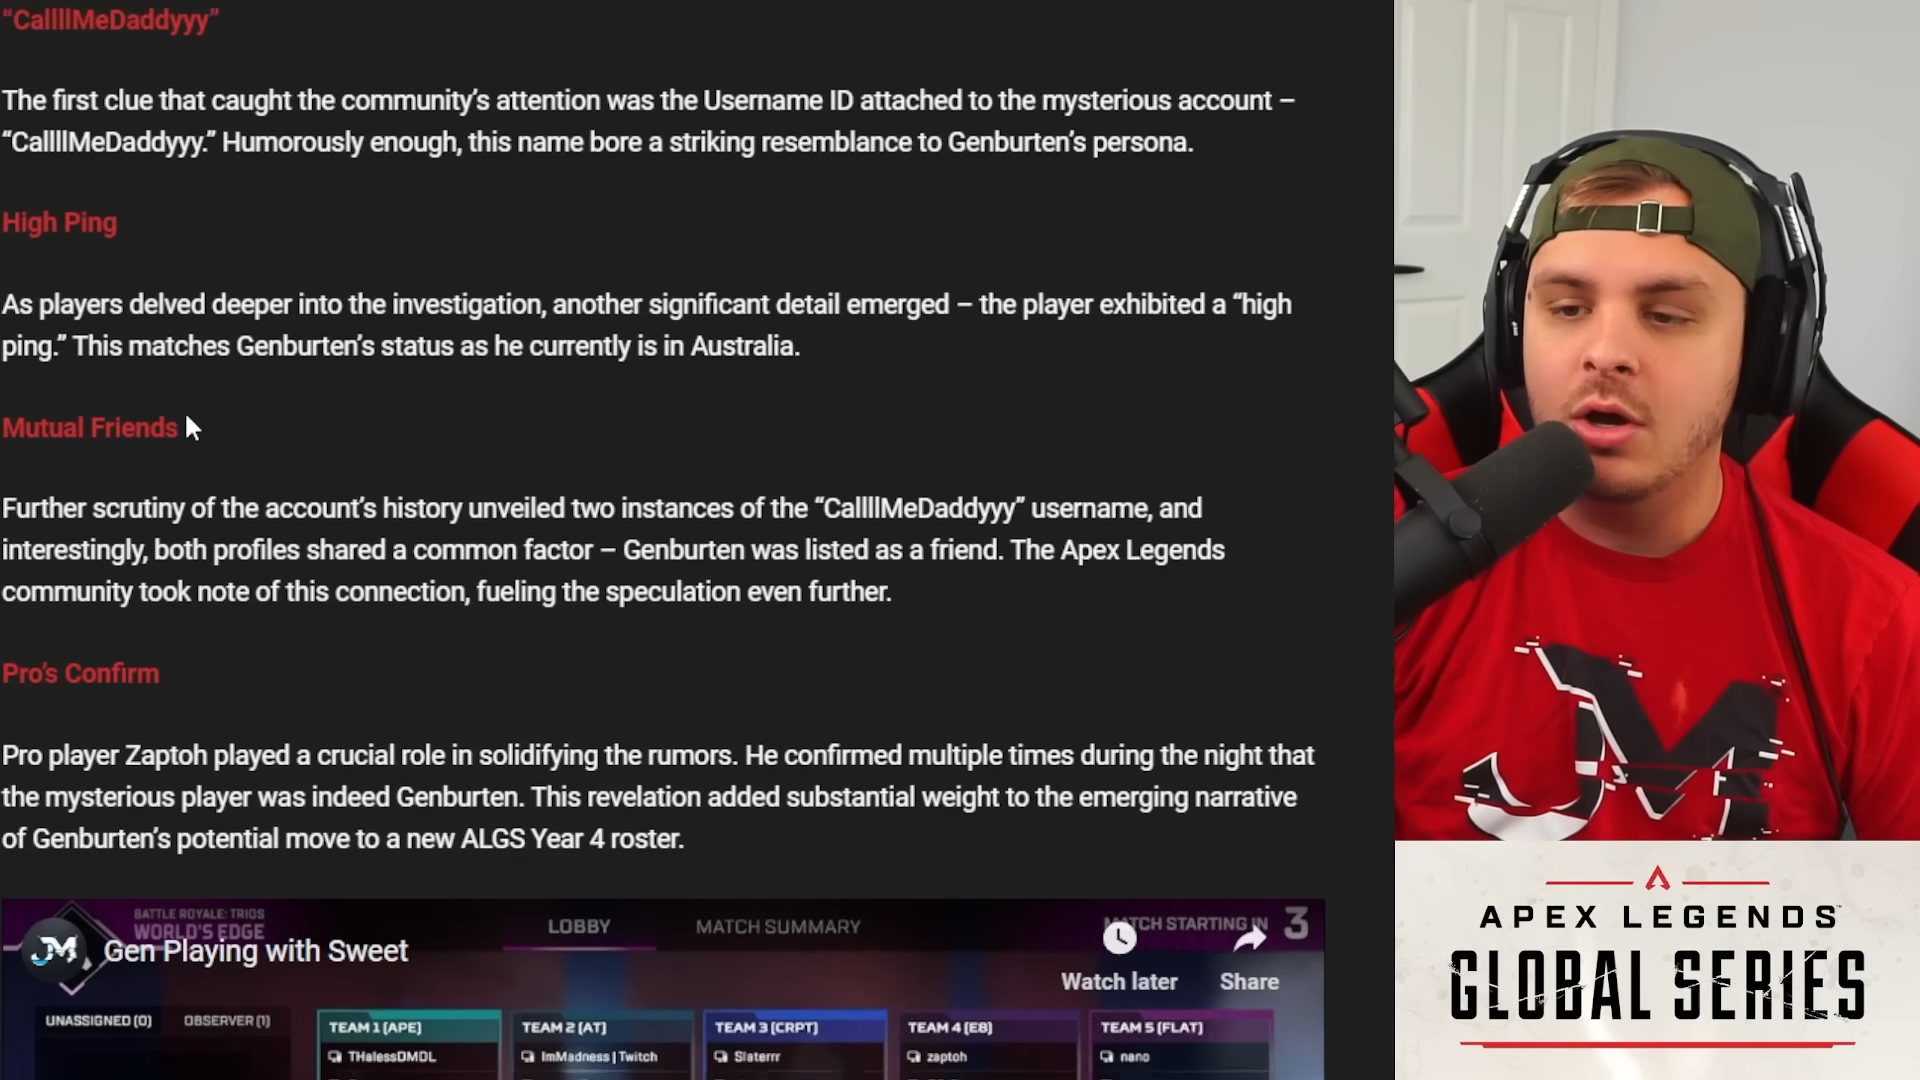 “CallllMeDaddyyy”
The first clue that caught the community’s attention was the Username ID attached to the mysterious account –
“CallllMeDaddyyy.” Humorously enough, this name bore a striking resemblance to Genburten’s persona.
High Ping
As players delved deeper into the investigation, another significant detail emerged – the player exhibited a “high
ping.” This matches Genburten’s status as he currently is in Australia.
Mutual Friends
Further scrutiny of the account’s history unveiled two instances of the “CallllMeDaddyyy” username, and
interestingly, both profiles shared a common factor – Genburten was listed as a friend. The Apex Legends
community took note of this connection, fueling the speculation even further.
Pro’s Confirm
Pro player Zaptoh played a crucial role in solidifying the rumors. He confirmed multiple times during the night that
the mysterious player was indeed Genburten. This revelation added substantial weight to the emerging narrative
of Genburten’s potential move to a new ALGS Year 4 roster.
BATTLE ROYALE: TRIOS
WORLD'S EDGE
LOBBY
MATCH SUMMARY
MATCH STARTING IN 3
JM
Gen Playing with Sweet
Watch later
Share
UNASSIGNED (0)
OBSERVER (1)
TEAM 1 (APE)
TEAM 2 (AT)
TEAM 3 (CRPT)
TEAM 4 (E8)
TEAM 5 (FLAT)
THalessDMDL
ImMadness | Twitch
Slaterrr
zaptoh
nano
JM
APEX LEGENDS™
GLOBAL SERIES